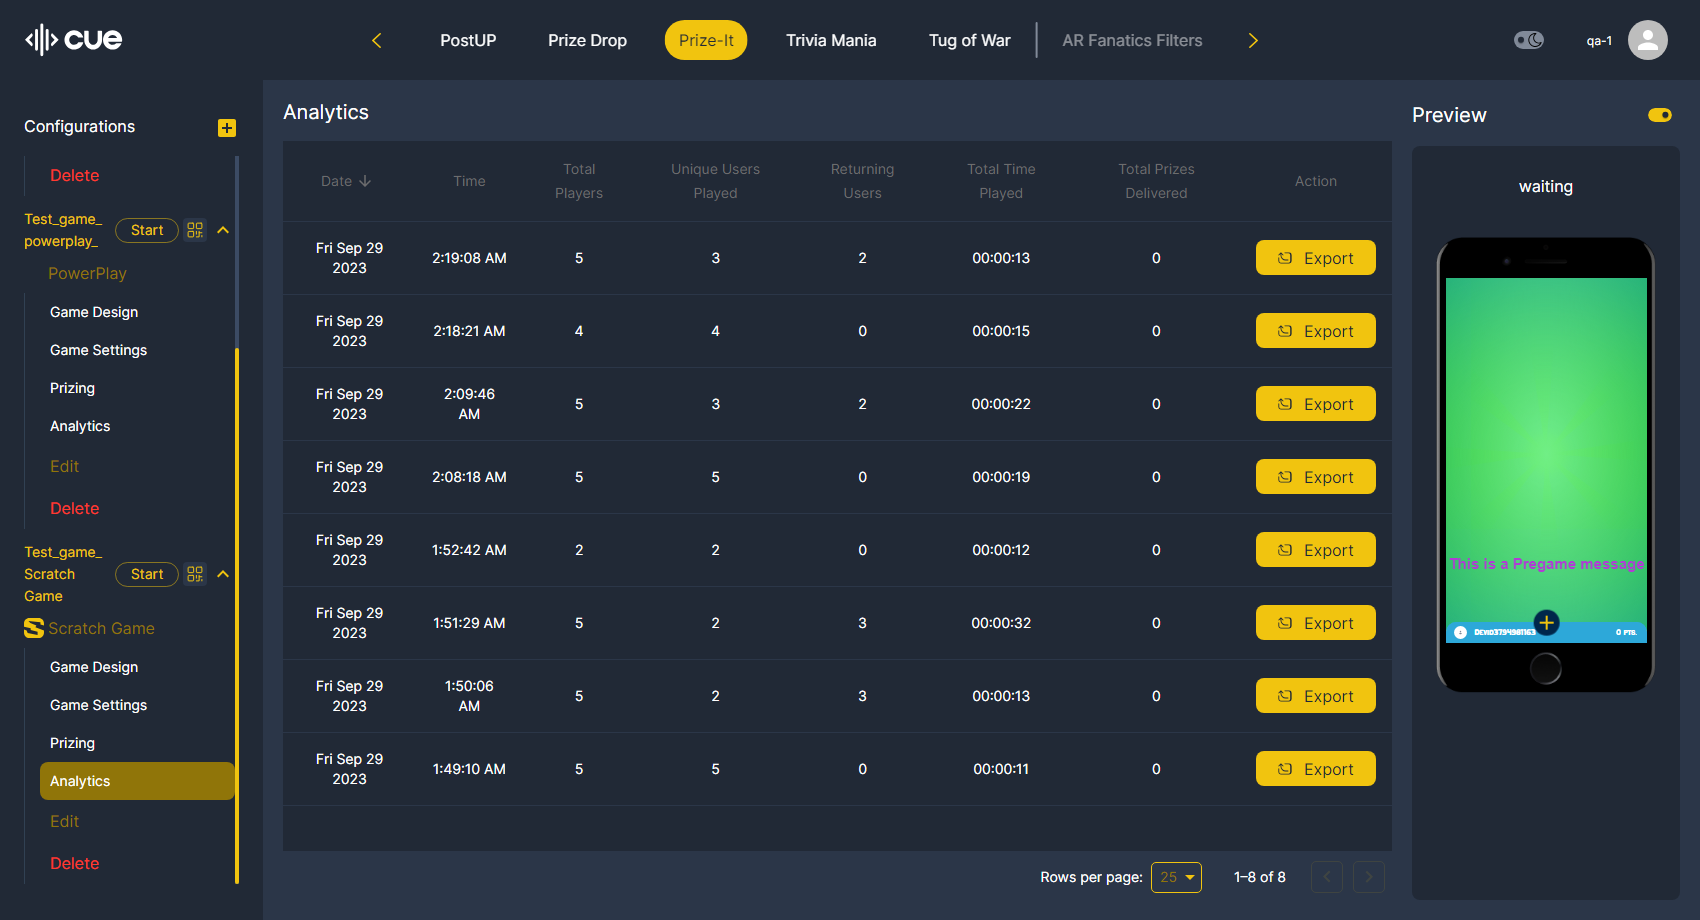 cue
PostUP
Prize Drop
Prize-It
Trivia Mania
Tug of War
AR Fanatics Filters
qa-1
Configurations
Delete
Test_game_
powerplay_
Start
PowerPlay
Game Design
Game Settings
Prizing
Analytics
Edit
Delete
Test_game_
Scratch
Game
Start
Scratch Game
Game Design
Game Settings
Prizing
Analytics
Edit
Delete
Analytics
Date
Time
Total
Players
Unique Users
Played
Returning
Users
Total Time
Played
Total Prizes
Delivered
Action
Fri Sep 29
2023
2:19:08 AM
5
3
2
00:00:13
0
Export
Fri Sep 29
2023
2:18:21 AM
4
4
0
00:00:15
0
Export
Fri Sep 29
2023
2:09:46
AM
5
3
2
00:00:22
0
Export
Fri Sep 29
2023
2:08:18 AM
5
5
0
00:00:19
0
Export
Fri Sep 29
2023
1:52:42 AM
2
2
0
00:00:12
0
Export
Fri Sep 29
2023
1:51:29 AM
5
2
3
00:00:32
0
Export
Fri Sep 29
2023
1:50:06
AM
5
2
3
00:00:13
0
Export
Fri Sep 29
2023
1:49:10 AM
5
5
0
00:00:11
0
Export
Rows per page:
25
1–8 of 8
Preview
waiting
This is a Pregame message
0 PTS.